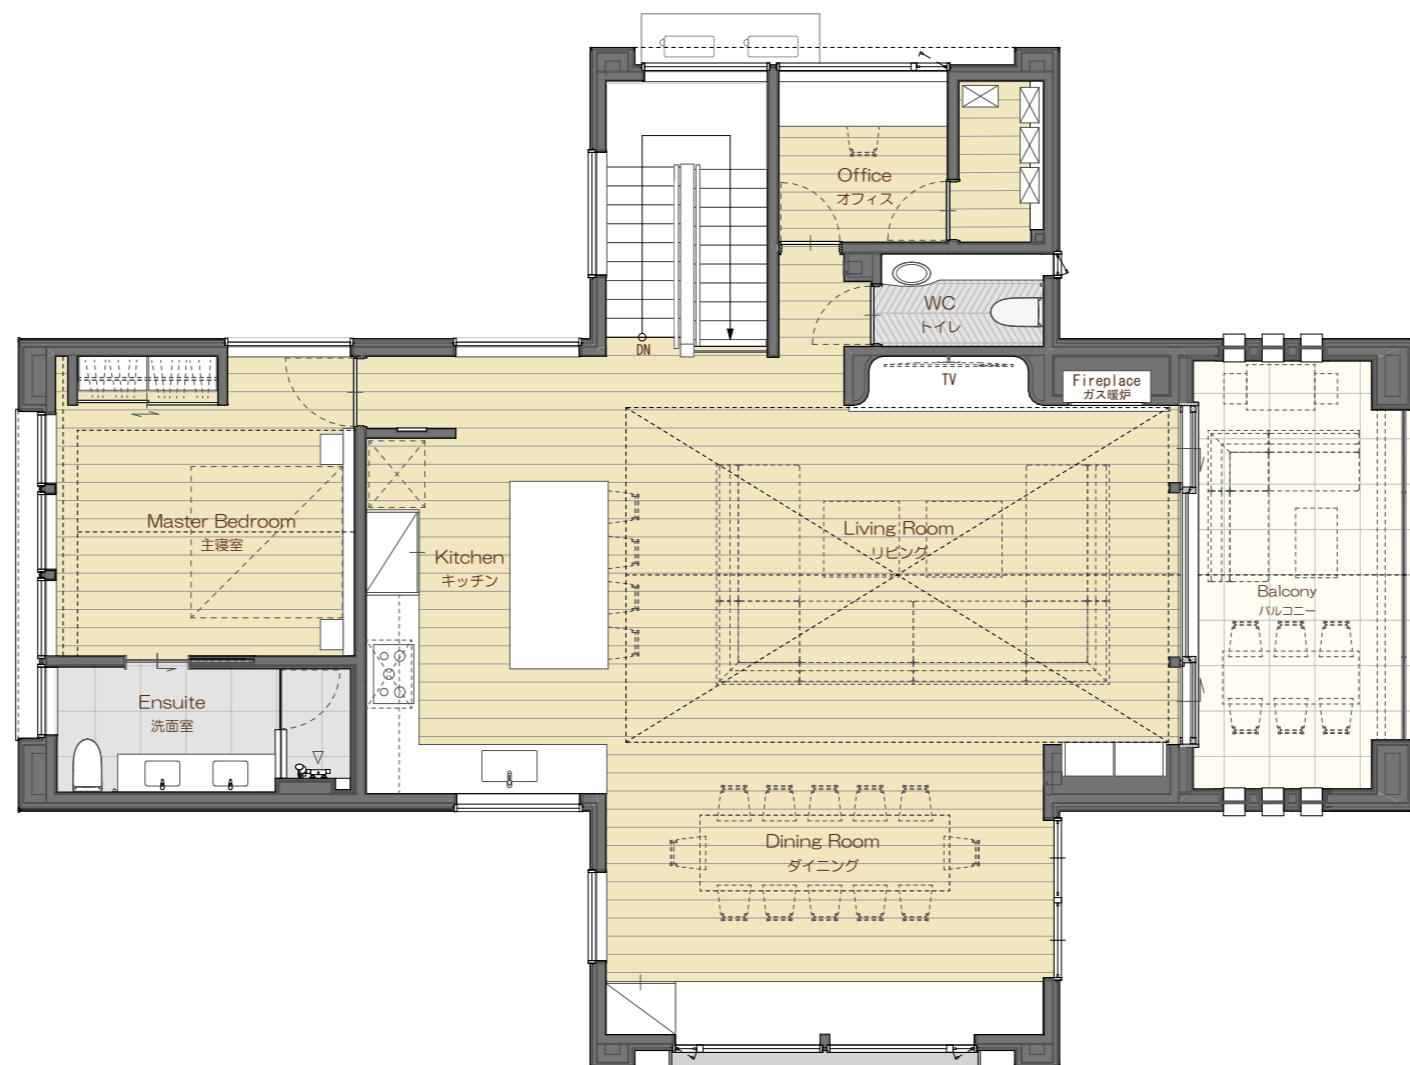 Office
オフィス
WC
トイレ
DN
TV
Fireplace
ガス暖炉
Master Bedroom
主寝室
Kitchen
キッチン
Living Room
リビング
Balcony
バルコニー
Ensuite
洗面室
Dining Room
ダイニング